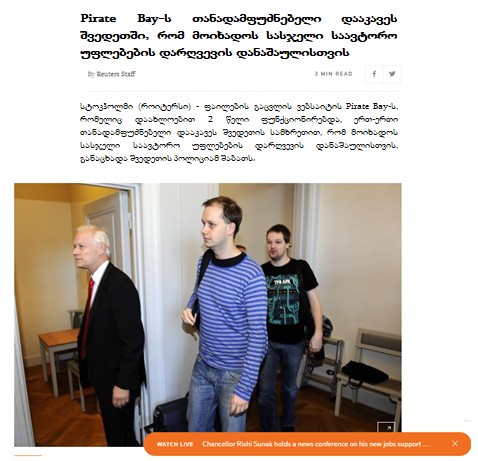 Pirate Bay–ს თანადამფუძნებელი დააკავეს
შვედეთში, რომ მოიხადოს სასჯელი საავტორო
უფლებების დარღვევის დანაშაულისთვის
By Reuters Staff
3 MIN READ
სტოკჰოლმი (როიტერსი) - ფაილების გაცვლის ვებსაიტის Pirate Bay-ს,
რომელიც დაახლოებით 2 წელი ფუნქციონირებდა, ერთ-ერთი
თანადამფუძნებელი დააკავეს შვედეთის სამხრეთით, რომ მოიხადოს
სასჯელი საავტორო უფლებების დარღვევის დანაშაულისთვის,
განაცხადა შვედეთის პოლიციამ შაბათს.
WATCH LIVE Chancellor Rishi Sunak holds a news conference on his new jobs support ...